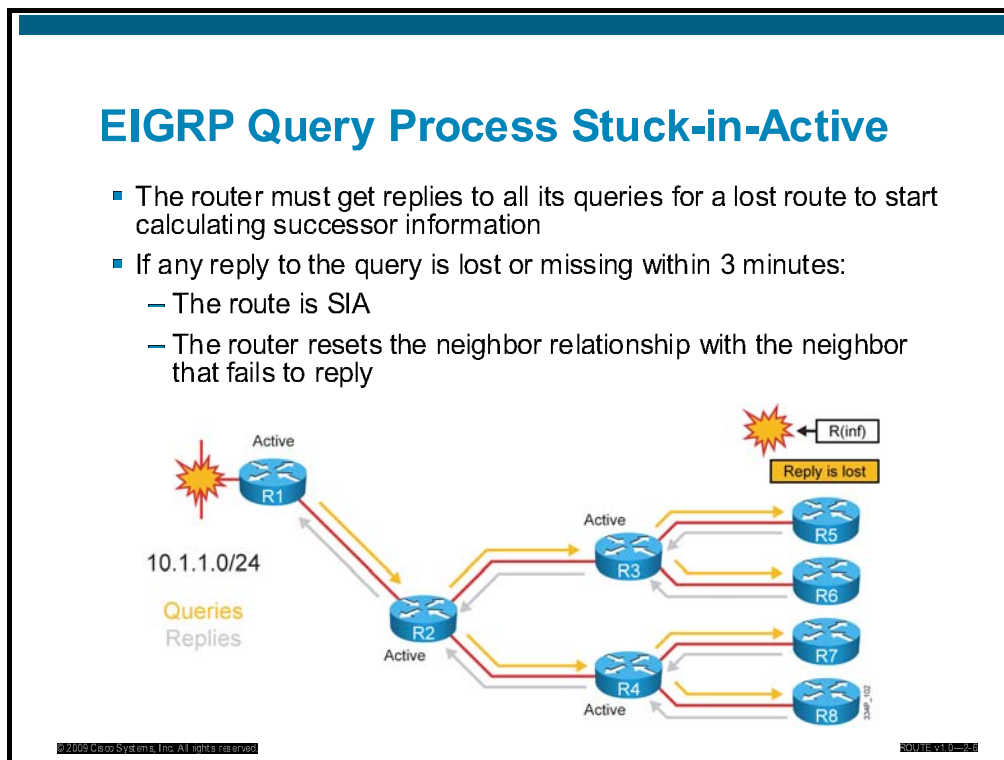 EIGRP Query Process Stuck-in-Active
The router must get replies to all its queries for a lost route to start
calculating successor information
If any reply to the query is lost or missing within 3 minutes:
– The route is SIA
– The router resets the neighbor relationship with the neighbor
that fails to reply
R(inf)
Reply is lost
Active
R1
10.1.1.0/24
Queries
Replies
R2
Active
Active
R3
R4
Active
R5
R6
R7
R8
334P_102
© 2009 Cisco Systems, Inc. All rights reserved.
ROUTE v1.0—2-6